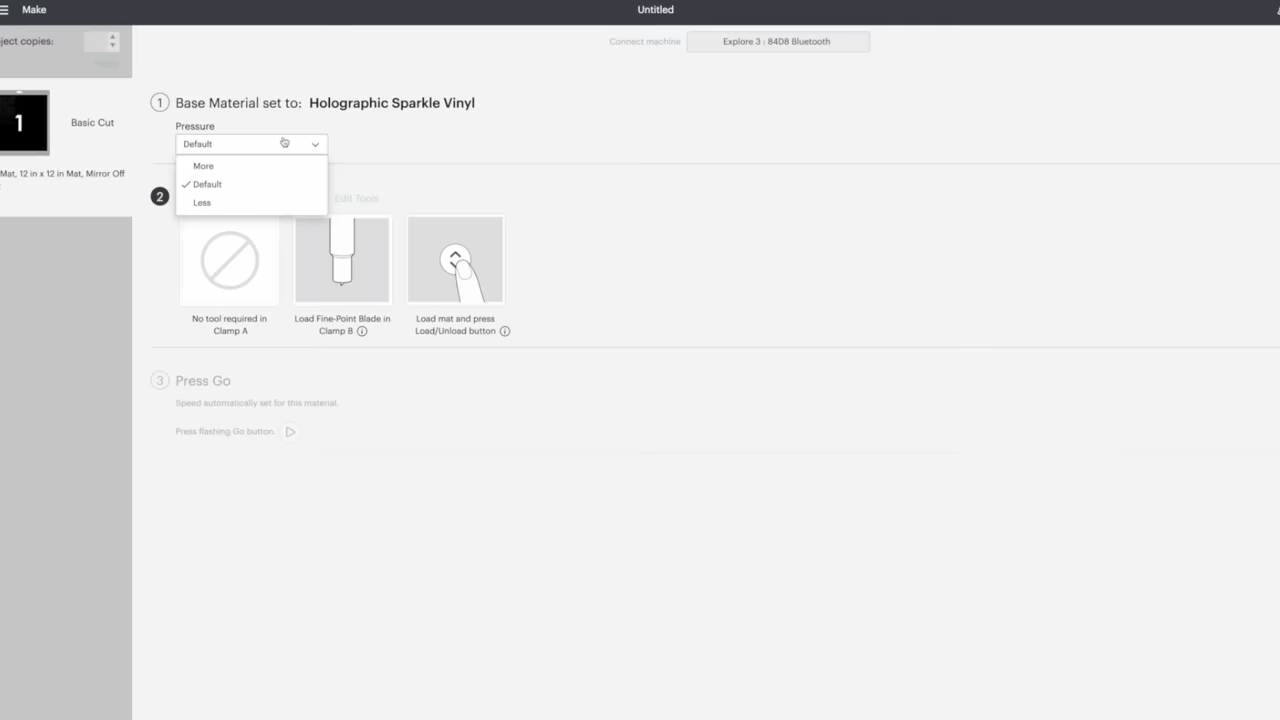 Make
Untitled
ject copies:
Connect machine
Explore 3 : 84D8 Bluetooth
1
Basic Cut
Mat, 12 in x 12 in Mat, Mirror Off
1 Base Material set to: Holographic Sparkle Vinyl
Pressure
Default
More
Default
Less
2
Edit Tools
No tool required in
Clamp A
Load Fine-Point Blade in
Clamp B
Load mat and press
Load/Unload button
3 Press Go
Speed automatically set for this material.
Press flashing Go button.